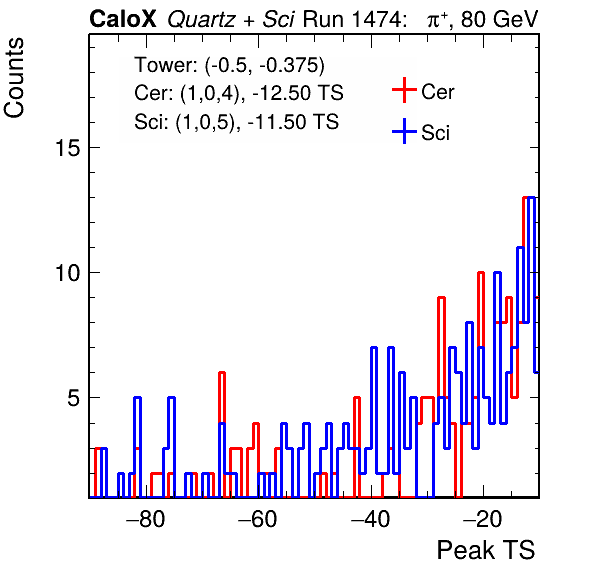 CaloX Quartz + Sci Run 1474: π⁺, 80 GeV
Counts
Tower: (-0.5, -0.375)
Cer: (1,0,4), -12.50 TS
Sci: (1,0,5), -11.50 TS
Cer
Sci
15
10
5
−80 −60 −40 −20
Peak TS